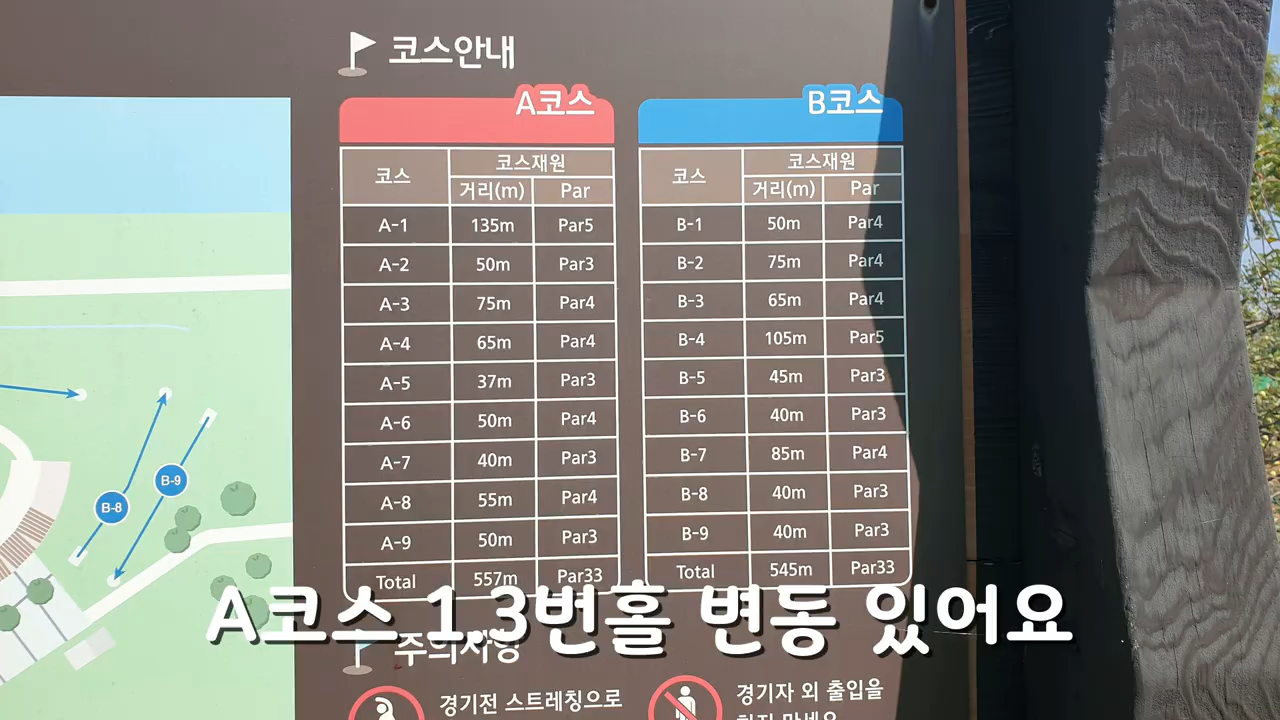 코스안내
A코스
코스 코스재원
거리(m) Par
A-1 135m Par5
A-2 50m Par3
A-3 75m Par4
A-4 65m Par4
A-5 37m Par3
A-6 50m Par4
A-7 40m Par3
A-8 55m Par4
A-9 50m Par3
Total 557m Par33
B코스
코스 코스재원
거리(m) Par
B-1 50m Par4
B-2 75m Par4
B-3 65m Par4
B-4 105m Par5
B-5 45m Par3
B-6 40m Par3
B-7 85m Par4
B-8 40m Par3
B-9 40m Par3
Total 545m Par33
B-9
B-8
A코스 1,3번홀 변동 있어요
주의사항
경기전 스트레칭으로
경기자 외 출입을
하지 마세요